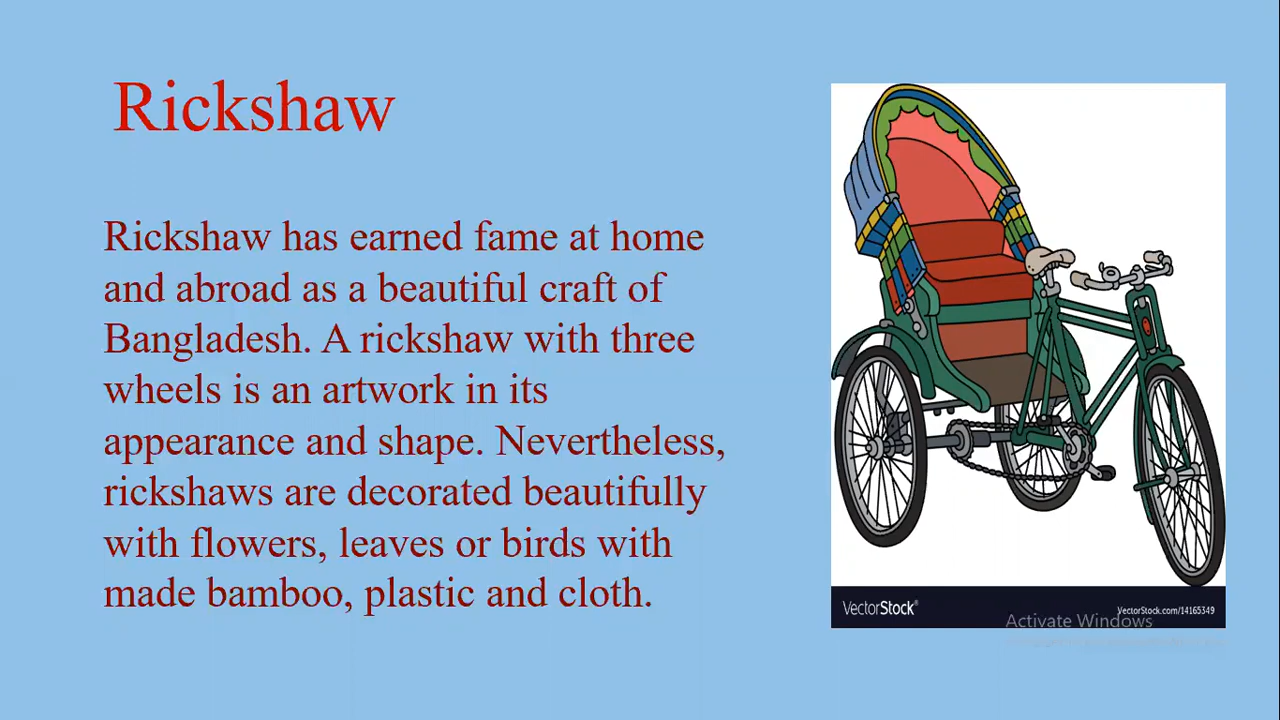 Rickshaw
Rickshaw has earned fame at home
and abroad as a beautiful craft of
Bangladesh. A rickshaw with three
wheels is an artwork in its
appearance and shape. Nevertheless,
rickshaws are decorated beautifully
with flowers, leaves or birds with
made bamboo, plastic and cloth.
VectorStock®
VectorStock.com/14165349
Activate Windows